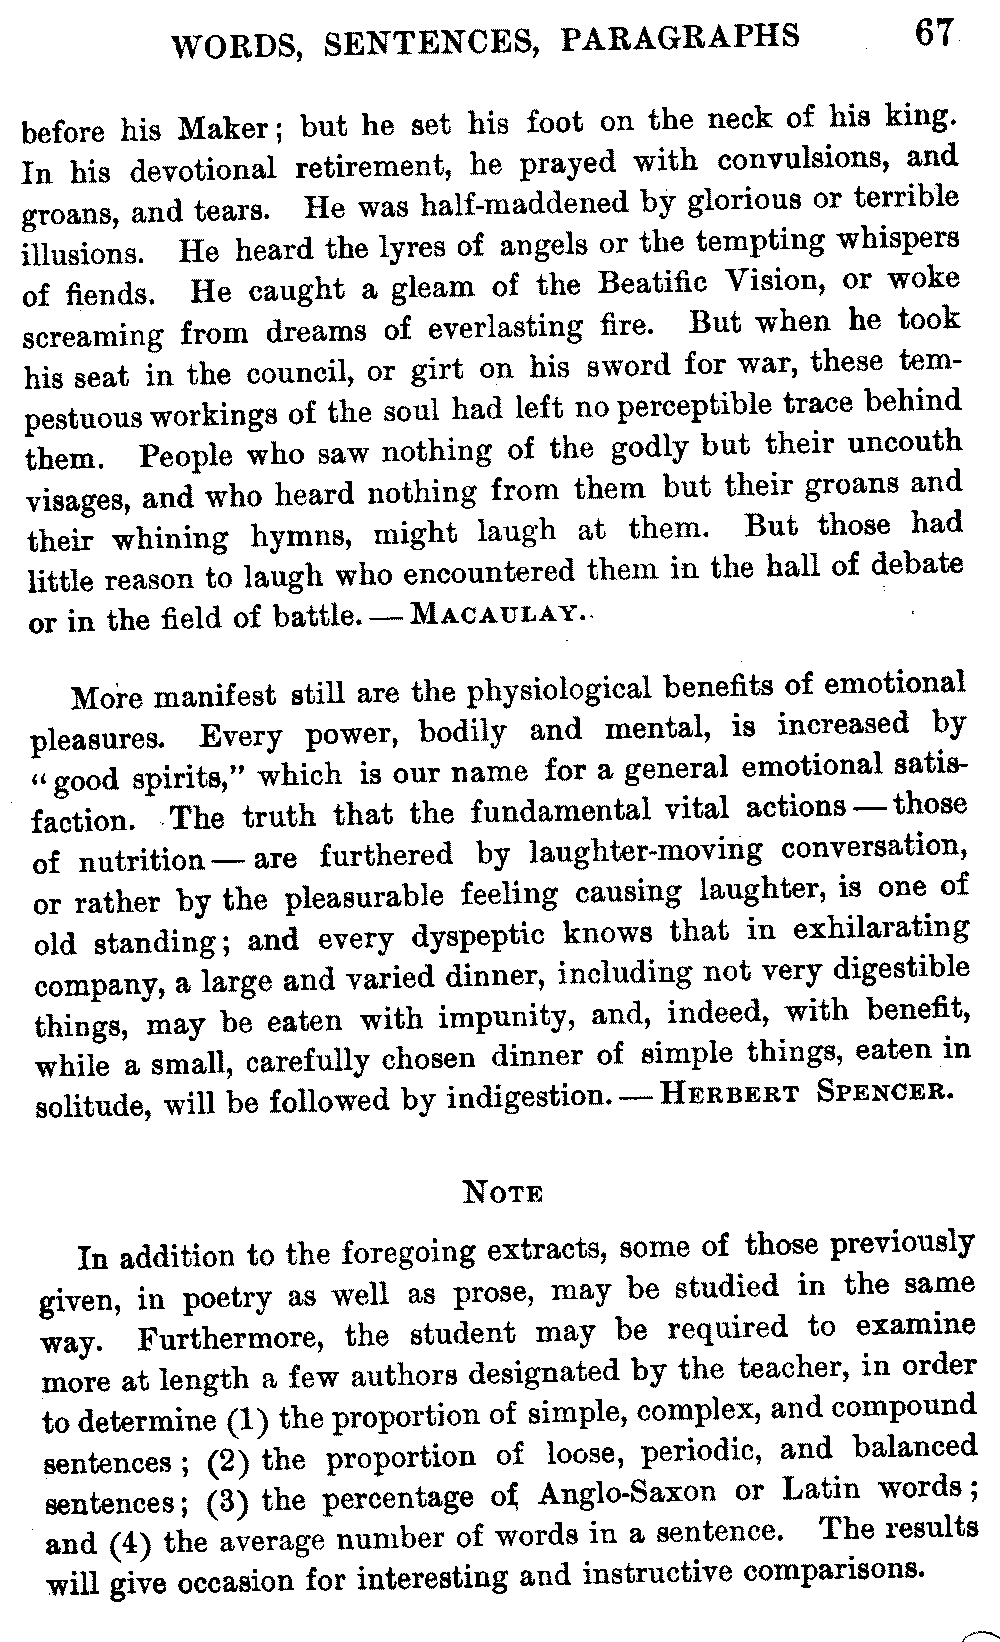 WORDS, SENTENCES, PARAGRAPHS 67
before his Maker; but he set his foot on the neck of his king.
In his devotional retirement, he prayed with convulsions, and
groans, and tears. He was half-maddened by glorious or terrible
illusions. He heard the lyres of angels or the tempting whispers
of fiends. He caught a gleam of the Beatific Vision, or woke
screaming from dreams of everlasting fire. But when he took
his seat in the council, or girt on his sword for war, these tem-
pestuous workings of the soul had left no perceptible trace behind
them. People who saw nothing of the godly but their uncouth
visages, and who heard nothing from them but their groans and
their whining hymns, might laugh at them. But those had
little reason to laugh who encountered them in the hall of debate
or in the field of battle. — MACAULAY.
More manifest still are the physiological benefits of emotional
pleasures. Every power, bodily and mental, is increased by
“good spirits,” which is our name for a general emotional satis-
faction. The truth that the fundamental vital actions — those
of nutrition — are furthered by laughter-moving conversation,
or rather by the pleasurable feeling causing laughter, is one of
old standing; and every dyspeptic knows that in exhilarating
company, a large and varied dinner, including not very digestible
things, may be eaten with impunity, and, indeed, with benefit,
while a small, carefully chosen dinner of simple things, eaten in
solitude, will be followed by indigestion. — HERBERT SPENCER.
NOTE
In addition to the foregoing extracts, some of those previously
given, in poetry as well as prose, may be studied in the same
way. Furthermore, the student may be required to examine
more at length a few authors designated by the teacher, in order
to determine (1) the proportion of simple, complex, and compound
sentences; (2) the proportion of loose, periodic, and balanced
sentences; (3) the percentage of Anglo-Saxon or Latin words;
and (4) the average number of words in a sentence. The results
will give occasion for interesting and instructive comparisons.